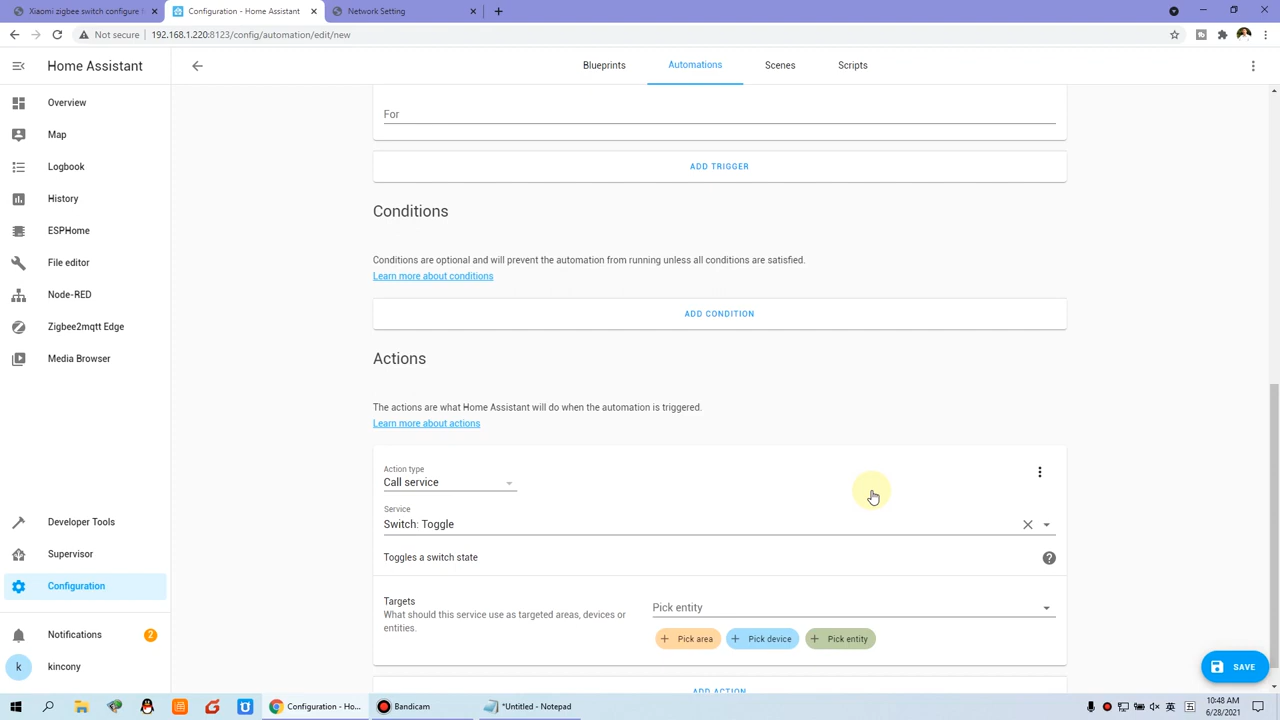 Xiaomi zigbee switch configure t
Configuration - Home Assistant
Network Setting
Not secure
192.168.1.220:8123/config/automation/edit/new
Home Assistant
Blueprints
Automations
Scenes
Scripts
Overview
Map
Logbook
History
ESPHome
File editor
Node-RED
Zigbee2mqtt Edge
Media Browser
Developer Tools
Supervisor
Configuration
Notifications
2
k
kincony
For
ADD TRIGGER
Conditions
Conditions are optional and will prevent the automation from running unless all conditions are satisfied.
Learn more about conditions
ADD CONDITION
Actions
The actions are what Home Assistant will do when the automation is triggered.
Learn more about actions
Action type
Call service
Service
Switch: Toggle
Toggles a switch state
Targets
What should this service use as targeted areas, devices or
entities.
Pick entity
Pick area
Pick device
Pick entity
ADD ACTION
SAVE
Configuration - Ho...
Bandicam
*Untitled - Notepad
英
10:48 AM
6/28/2021